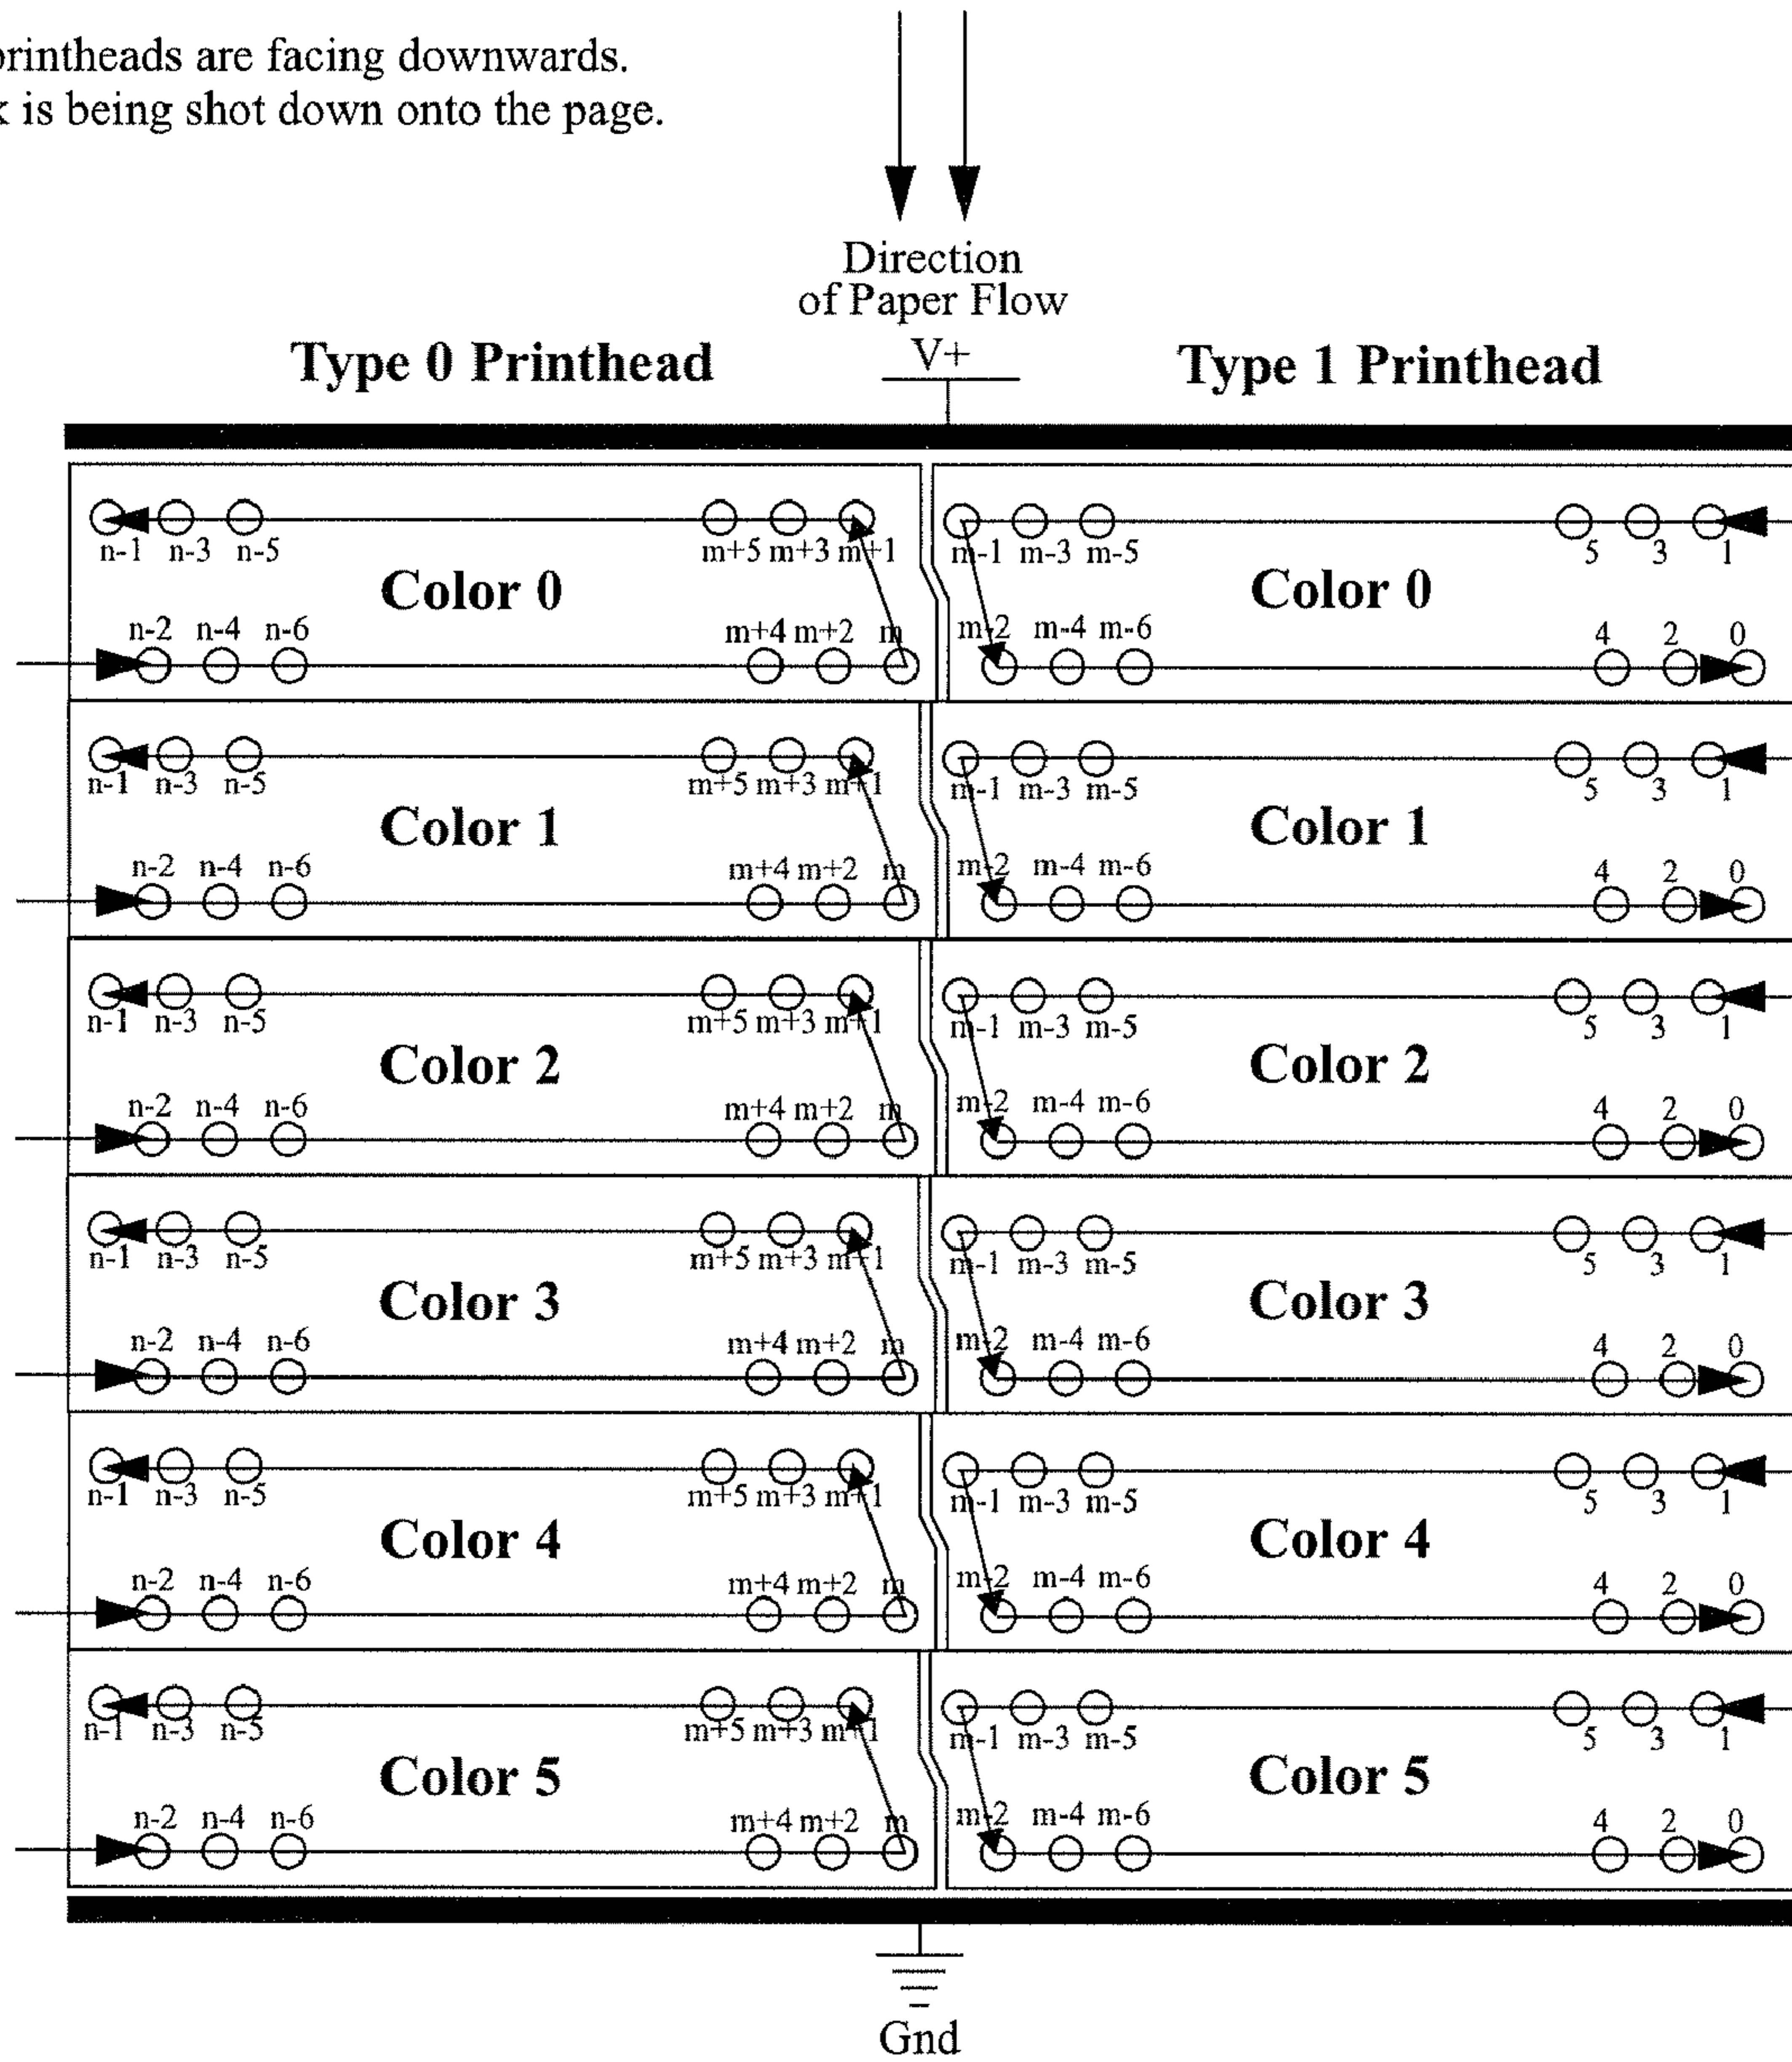 printheads are facing downwards.
k is being shot down onto the page.
Direction
of Paper Flow
V+
Type 0 Printhead
Type 1 Printhead
n-1 n-3 n-5 m+5 m+3 m+1 m-1 m-3 m-5 5 3 1
Color 0 Color 0
n-2 n-4 n-6 m+4 m+2 m m-2 m-4 m-6 4 2 0
n-1 n-3 n-5 m+5 m+3 m+1 m-1 m-3 m-5 5 3 1
Color 1 Color 1
n-2 n-4 n-6 m+4 m+2 m m-2 m-4 m-6 4 2 0
n-1 n-3 n-5 m+5 m+3 m+1 m-1 m-3 m-5 5 3 1
Color 2 Color 2
n-2 n-4 n-6 m+4 m+2 m m-2 m-4 m-6 4 2 0
n-1 n-3 n-5 m+5 m+3 m+1 m-1 m-3 m-5 5 3 1
Color 3 Color 3
n-2 n-4 n-6 m+4 m+2 m m-2 m-4 m-6 4 2 0
n-1 n-3 n-5 m+5 m+3 m+1 m-1 m-3 m-5 5 3 1
Color 4 Color 4
n-2 n-4 n-6 m+4 m+2 m m-2 m-4 m-6 4 2 0
n-1 n-3 n-5 m+5 m+3 m+1 m-1 m-3 m-5 5 3 1
Color 5 Color 5
n-2 n-4 n-6 m+4 m+2 m m-2 m-4 m-6 4 2 0
Gnd